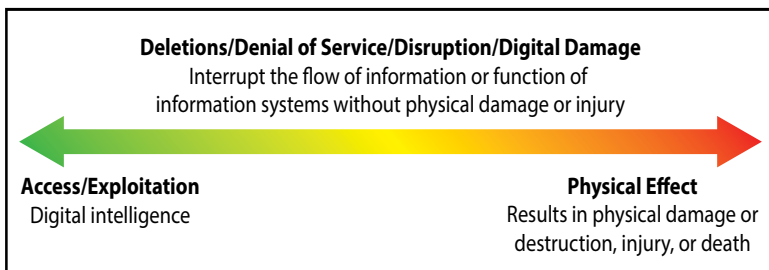 Deletions/Denial of Service/Disruption/Digital Damage
Interrupt the flow of information or function of
information systems without physical damage or injury
Access/Exploitation
Digital intelligence
Physical Effect
Results in physical damage or
destruction, injury, or death